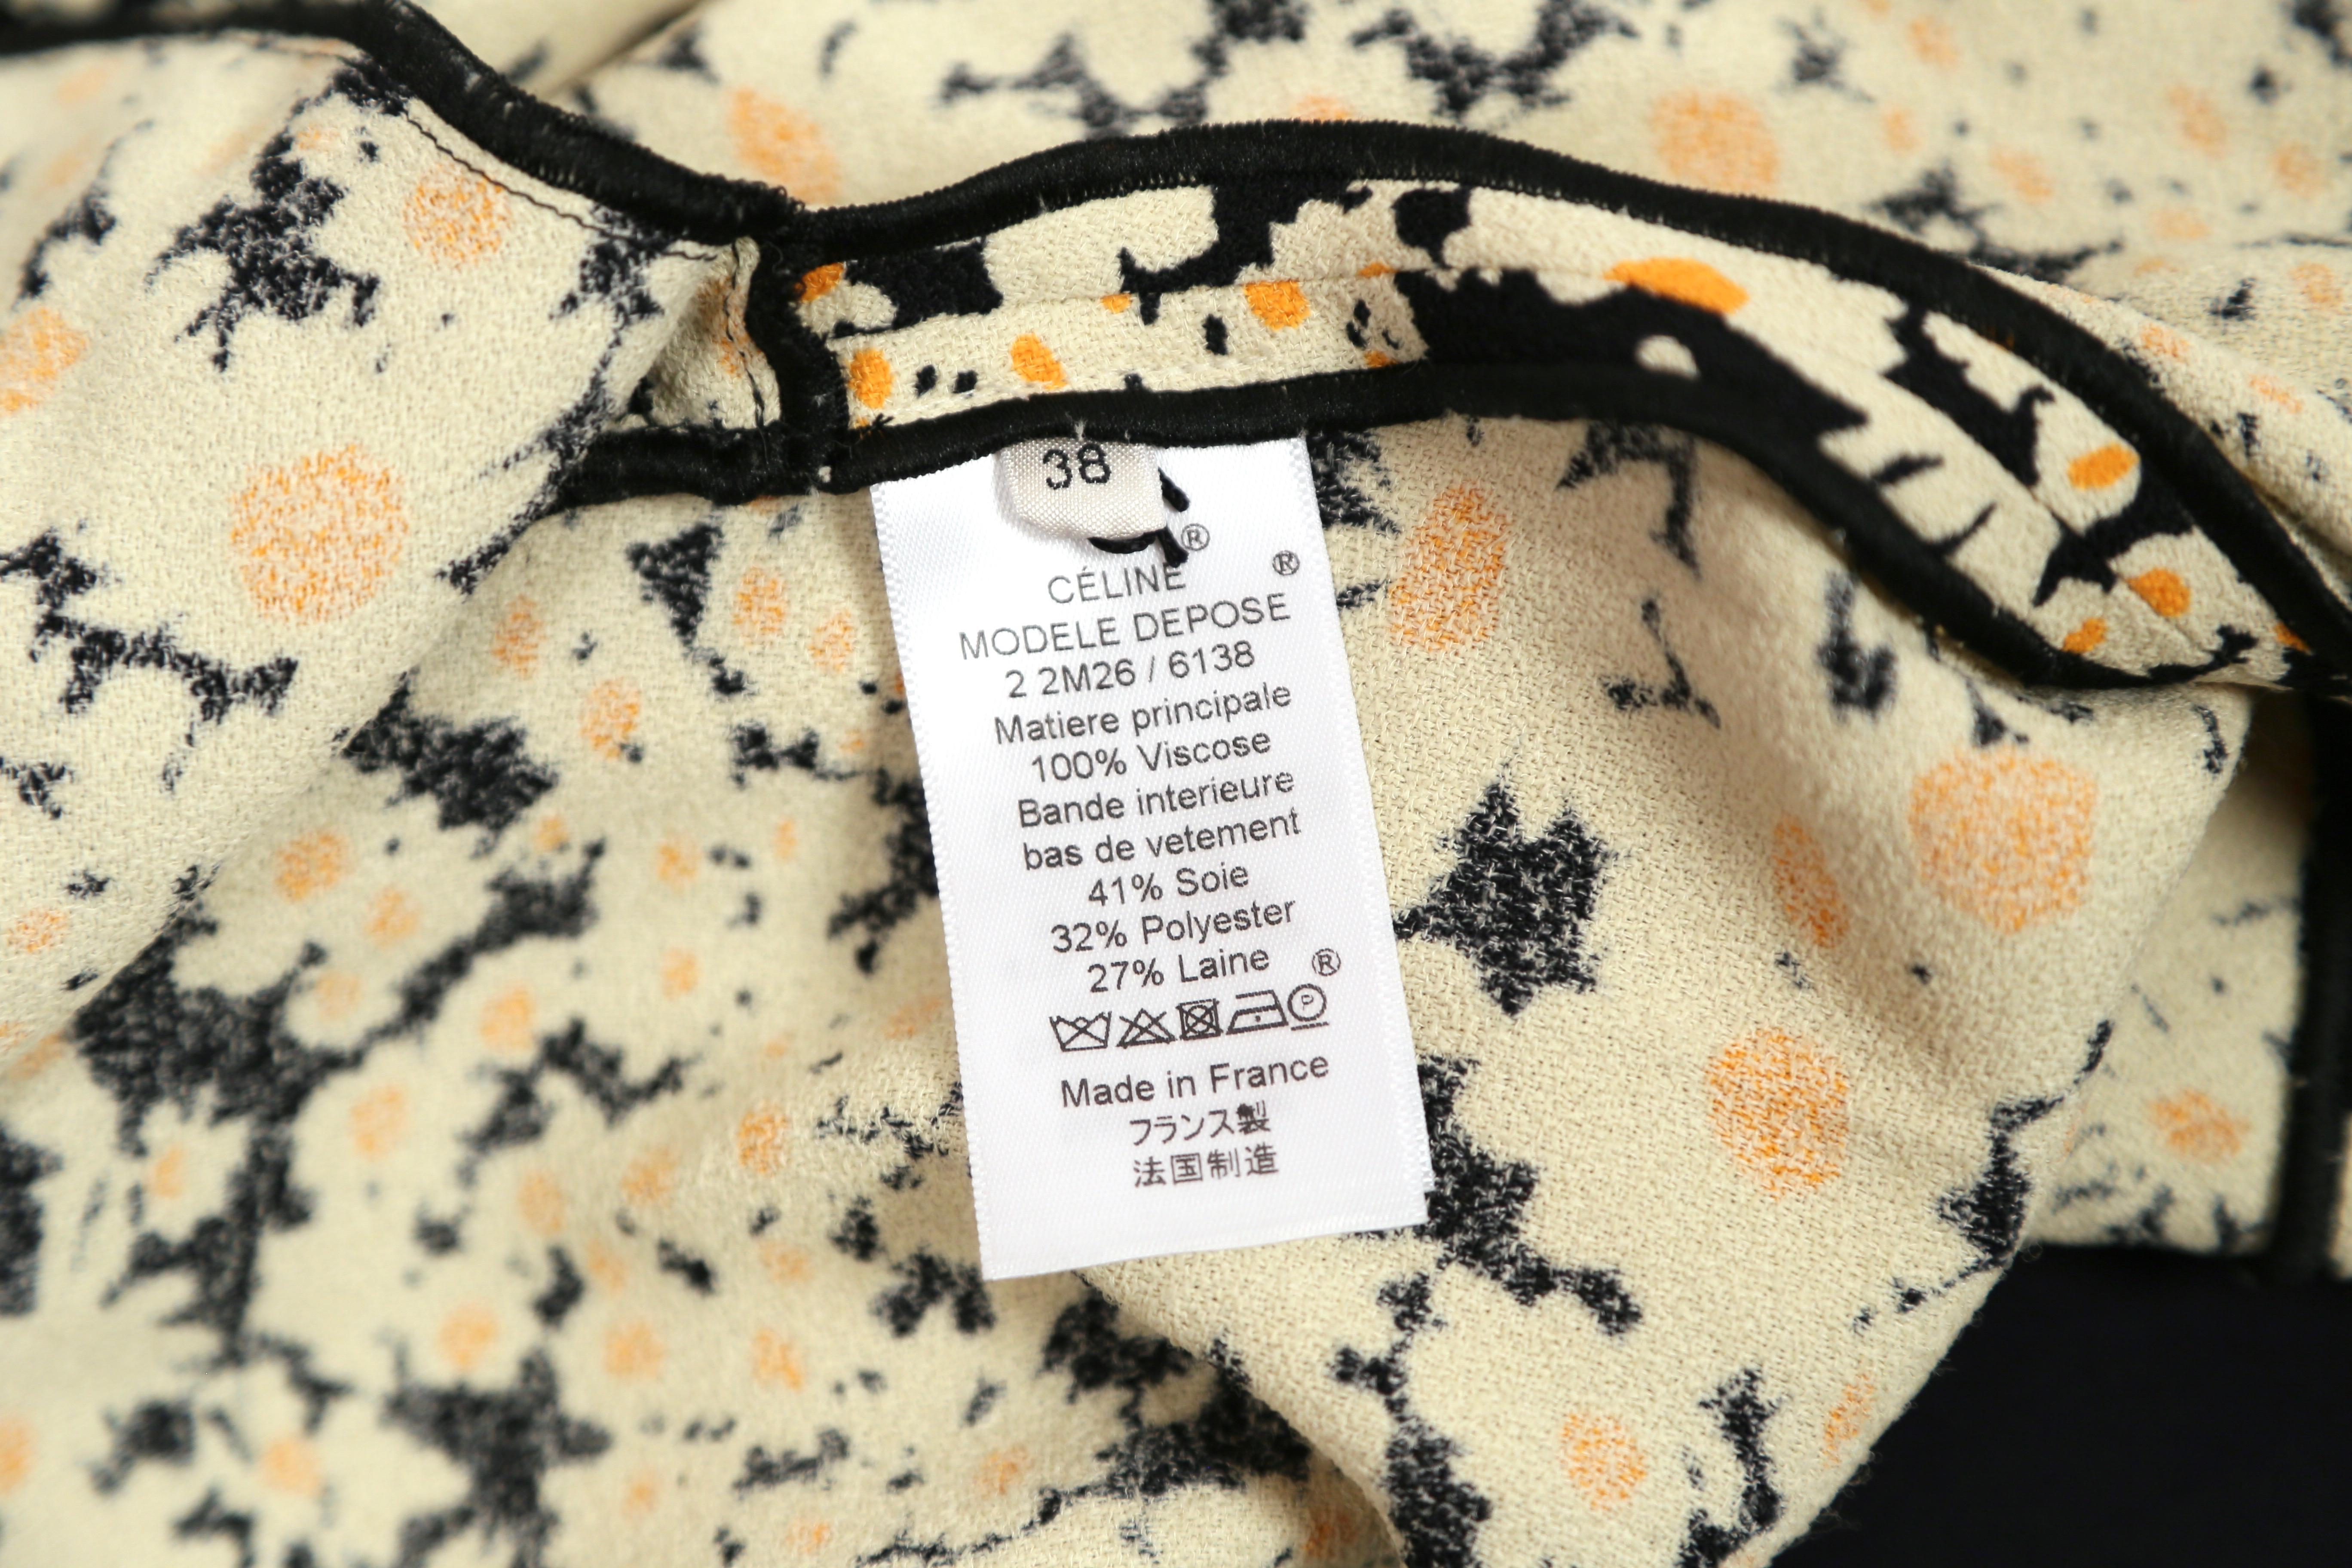 38
®
CÉLINE ®
MODELE DEPOSE
2 2M26 / 6138
Matiere principale
100% Viscose
Bande interieure
bas de vetement
41% Soie
32% Polyester
27% Laine ®
P
Made in France
フランス製
法国制造